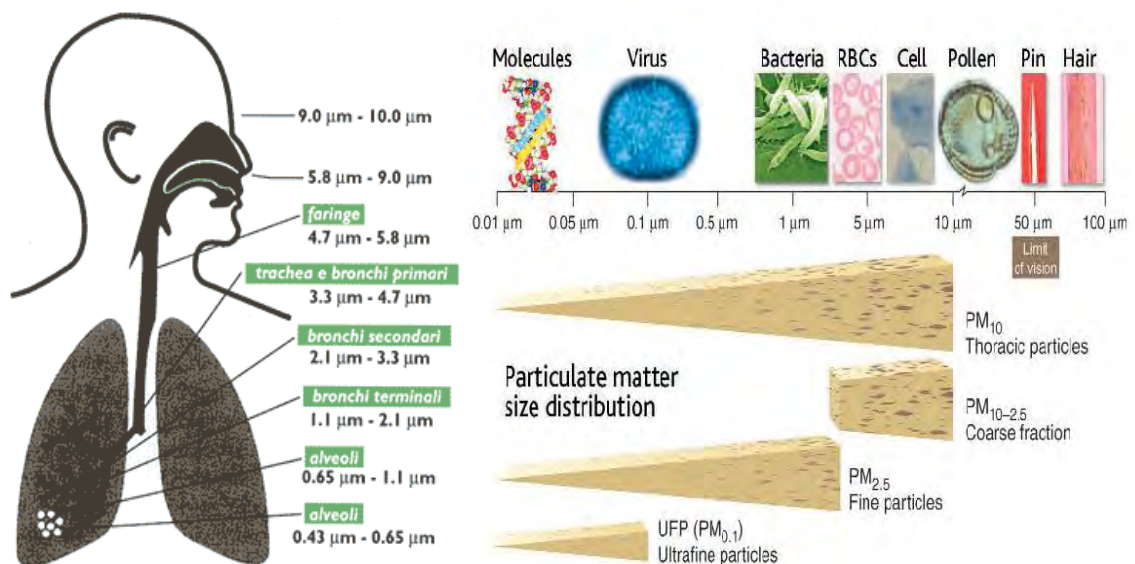 9.0 µm - 10.0 µm
5.8 µm - 9.0 µm
faringe
4.7 µm - 5.8 µm
trachea e bronchi primari
3.3 µm - 4.7 µm
bronchi secondari
2.1 µm - 3.3 µm
bronchi terminali
1.1 µm - 2.1 µm
alveoli
0.65 µm - 1.1 µm
alveoli
0.43 µm - 0.65 µm
Molecules Virus Bacteria RBCs Cell Pollen Pin Hair
0.01 µm 0.05 µm 0.1 µm 0.5 µm 1 µm 5 µm 10 µm 50 µm 100 µm
Limit
of vision
PM10
Thoracic particles
Particulate matter
size distribution
PM10–2.5
Coarse fraction
PM2.5
Fine particles
UFP (PM0.1)
Ultrafine particles